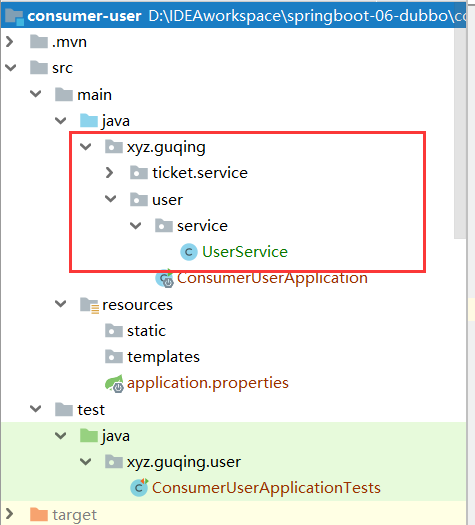 consumer-user D:\IDEAworkspace\springboot-06-dubbo\co
.mvn
src
main
java
xyz.guqing
ticket.service
user
service
UserService
ConsumerUserApplication
resources
static
templates
application.properties
test
java
xyz.guqing.user
ConsumerUserApplicationTests
target